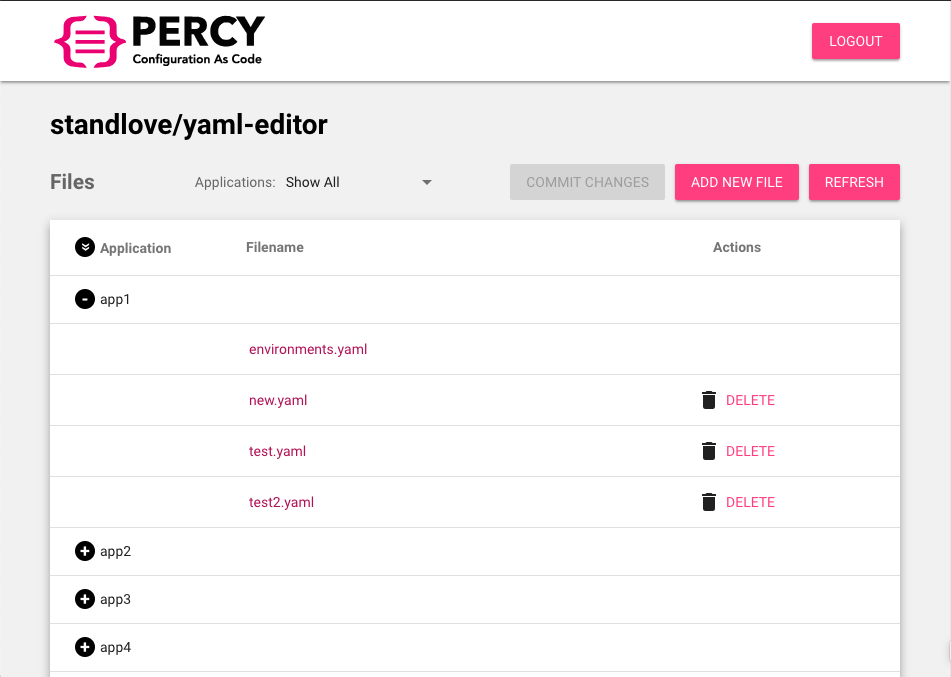 PERCY
Configuration As Code
LOGOUT
standlove/yaml-editor
Files
Applications: Show All
COMMIT CHANGES
ADD NEW FILE
REFRESH
Application Filename Actions
app1
environments.yaml
new.yaml DELETE
test.yaml DELETE
test2.yaml DELETE
app2
app3
app4